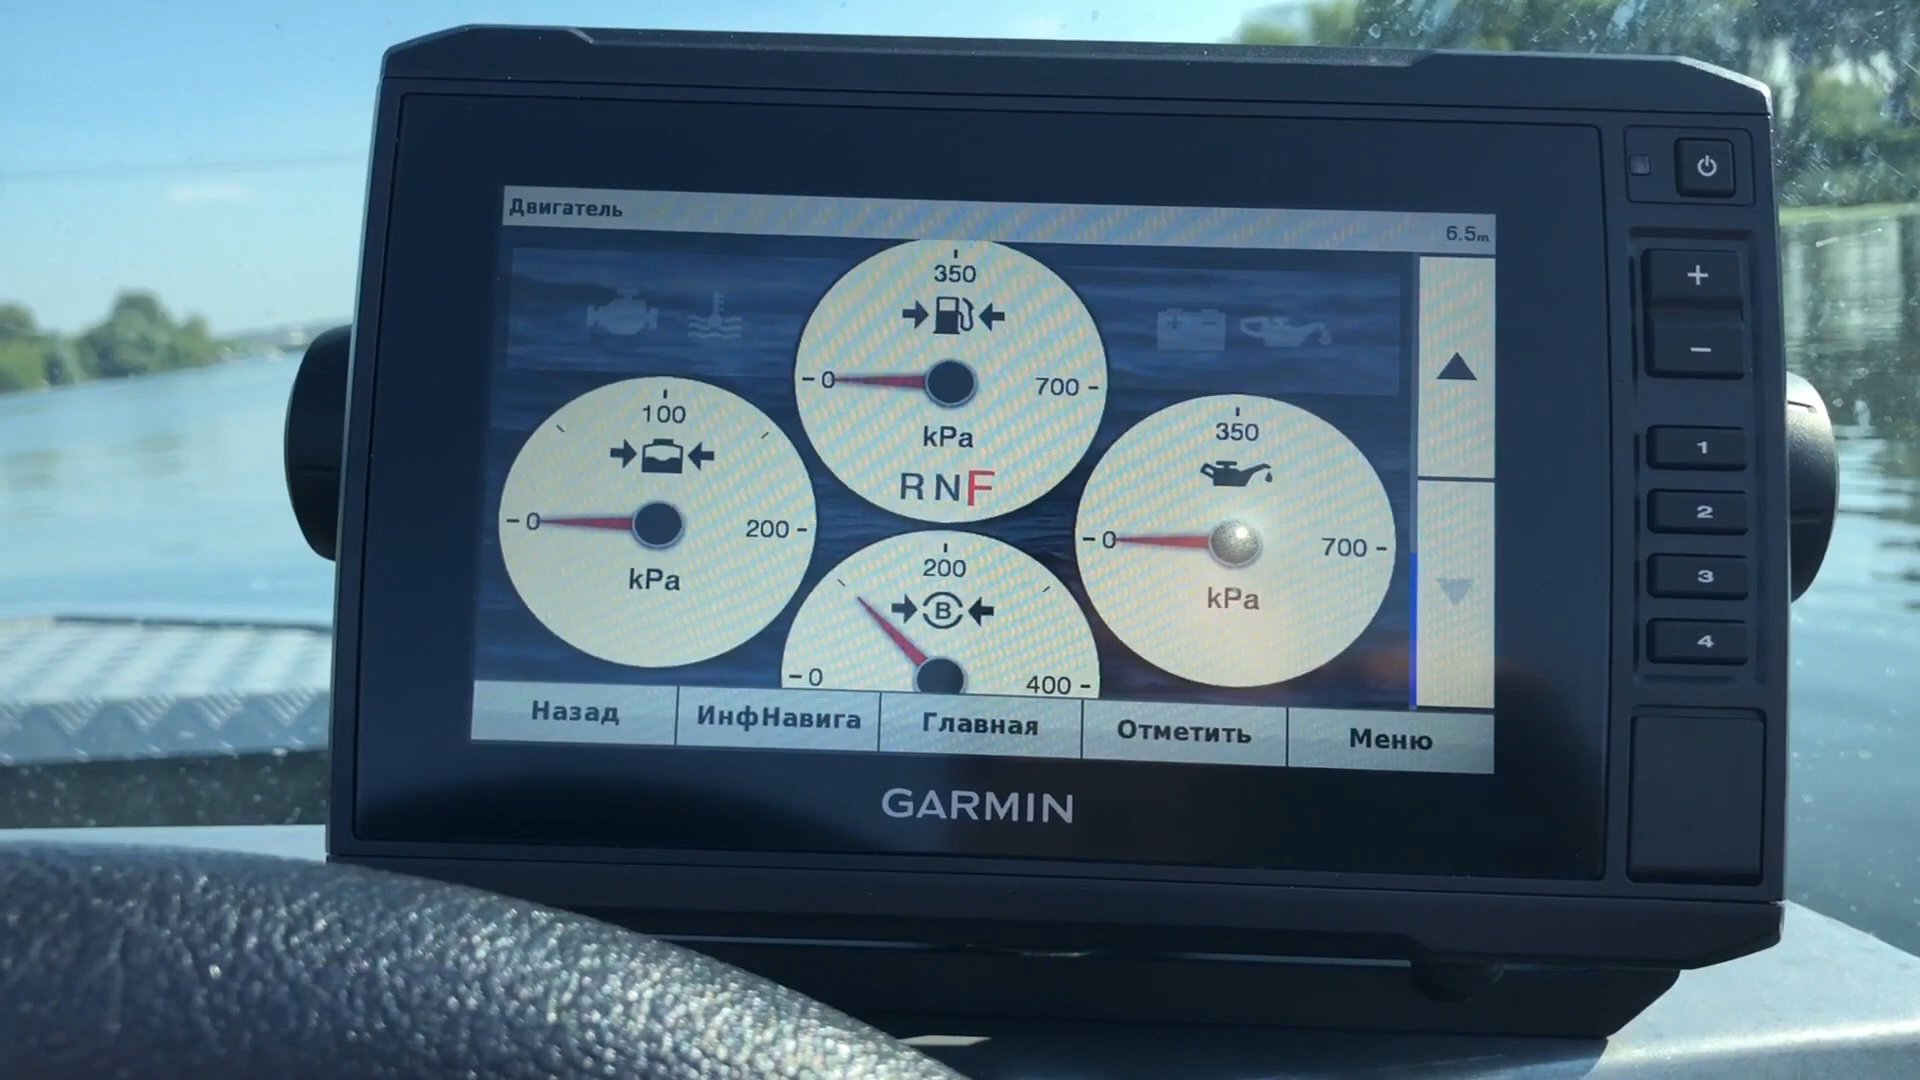 Двигатель
6.5m
350
0
700
kPa
R N F
100
0
200
kPa
350
0
700
kPa
200
B
0
400
Назад
ИнфНавига
Главная
Отметить
Меню
GARMIN
+
−
1
2
3
4